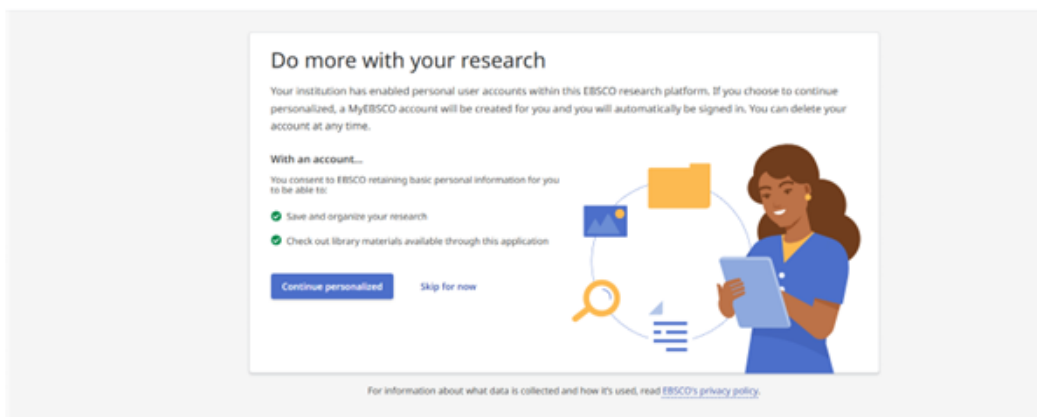 Do more with your research
Your institution has enabled personal user accounts within this EBSCO research platform. If you choose to continue
personalized, a MyEBSCO account will be created for you and you will automatically be signed in. You can delete your
account at any time.
With an account...
You consent to EBSCO retaining basic personal information for you
to be able to:
Save and organize your research
Check out library materials available through this application
Continue personalized
Skip for now
For information about what data is collected and how it's used, read EBSCO's privacy policy.